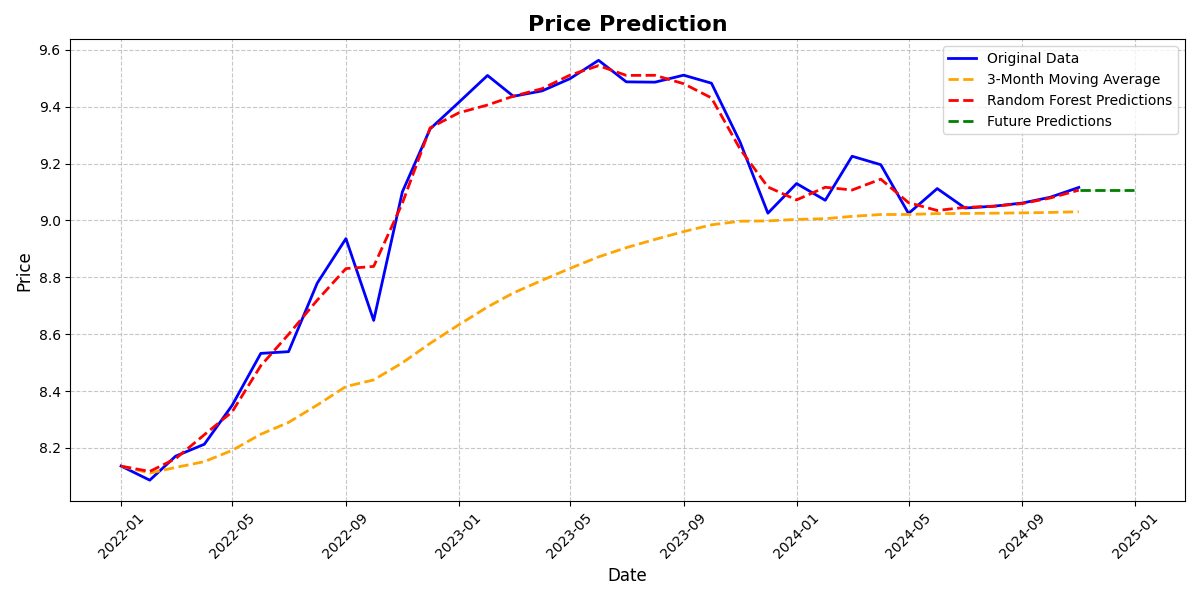 Price Prediction
Original Data
3-Month Moving Average
Random Forest Predictions
Future Predictions
Price
9.6
9.4
9.2
9.0
8.8
8.6
8.4
8.2
2022-01
2022-05
2022-09
2023-01
2023-05
2023-09
2024-01
2024-05
2024-09
2025-01
Date